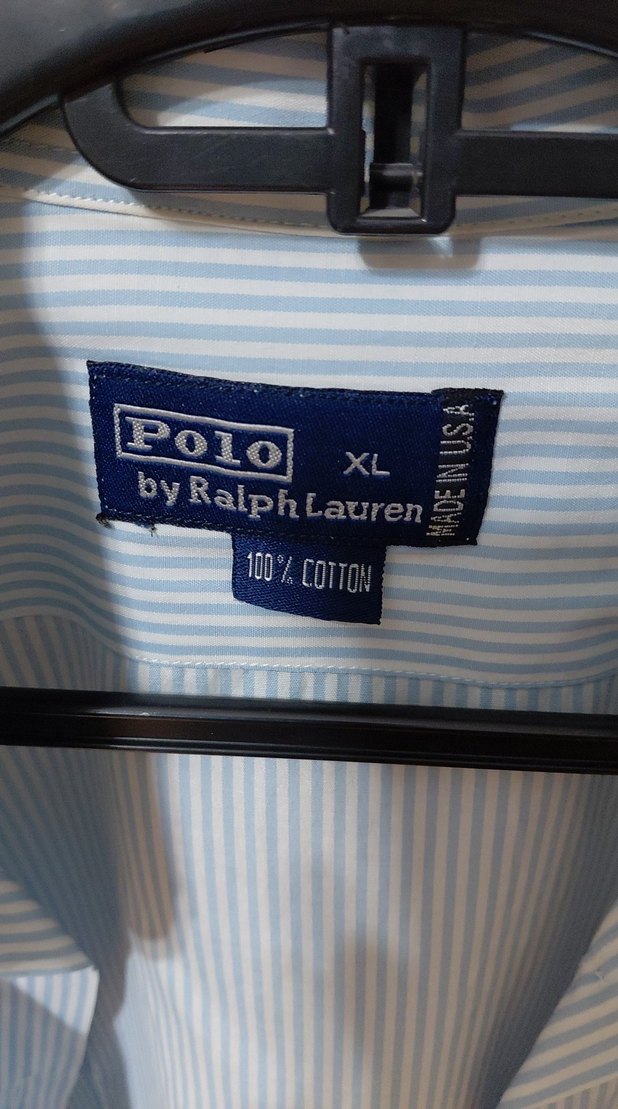 Polo
XL
by Ralph Lauren
MADE IN U.S.A
100% COTTON